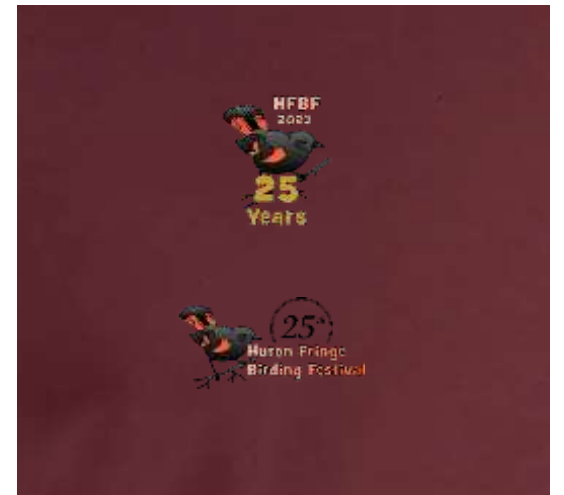 HFBF
2023
25
Years
25th
Huron Fringe
Birding Festival